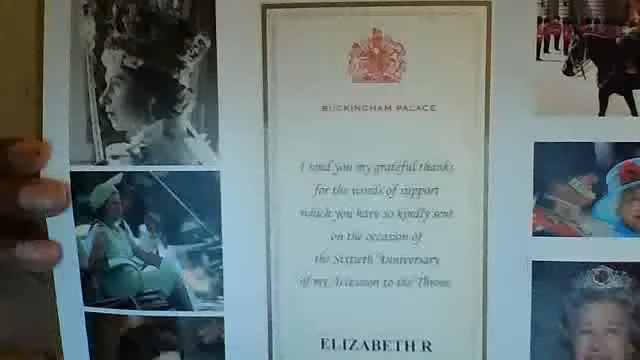 BUCKINGHAM PALACE
I send you my grateful thanks
for the words of support
which you have so kindly sent
on the occasion of
the Sixtieth Anniversary
of my Accession to the Throne
ELIZABETH R